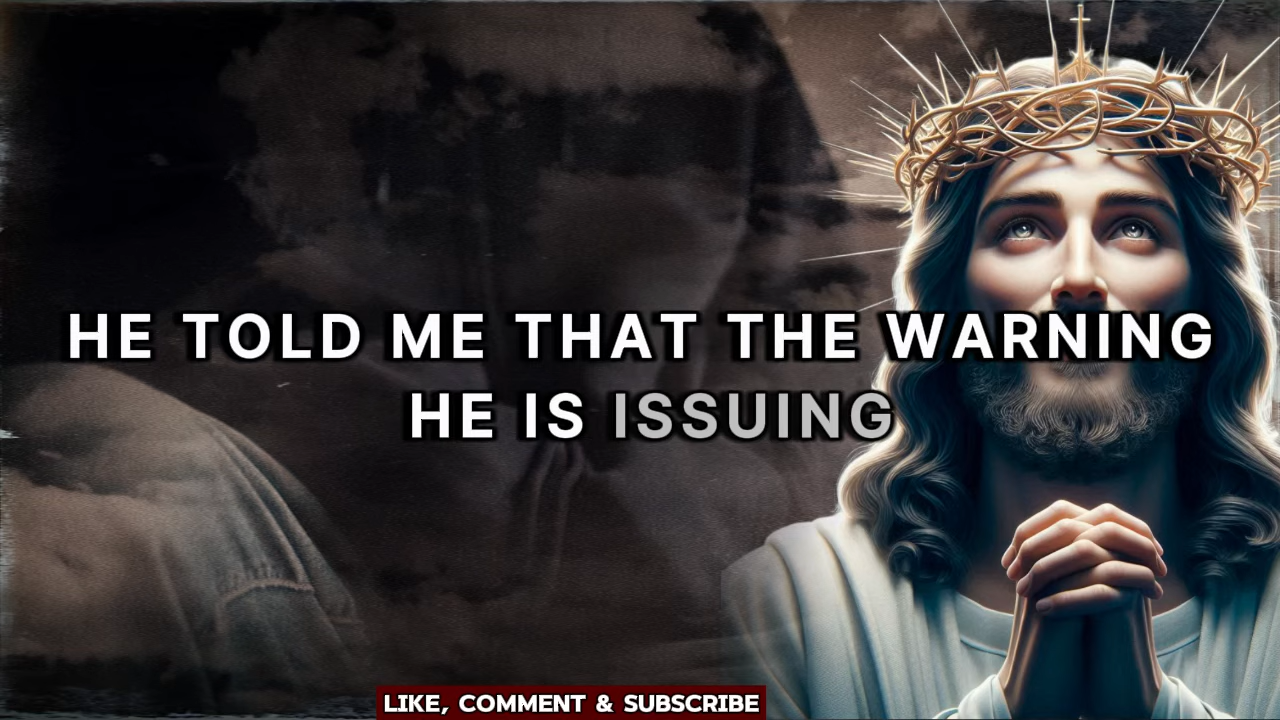 HE TOLD ME THAT THE WARNING
HE IS ISSUING
LIKE, COMMENT & SUBSCRIBE